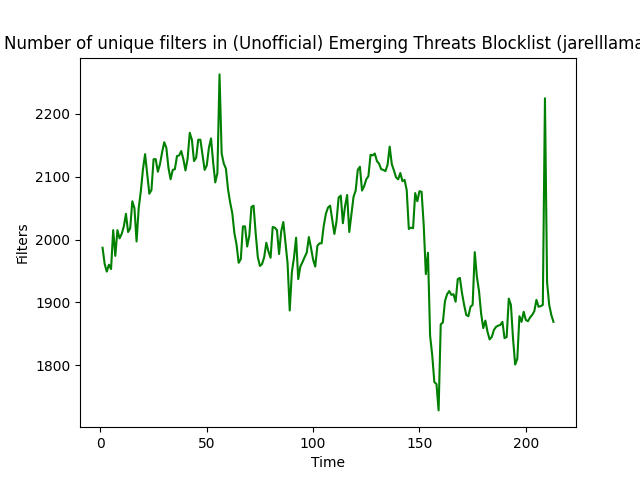 Number of unique filters in (Unofficial) Emerging Threats Blocklist (jarelllama
2200
2100
2000
1900
1800
Filters
0 50 100 150 200
Time